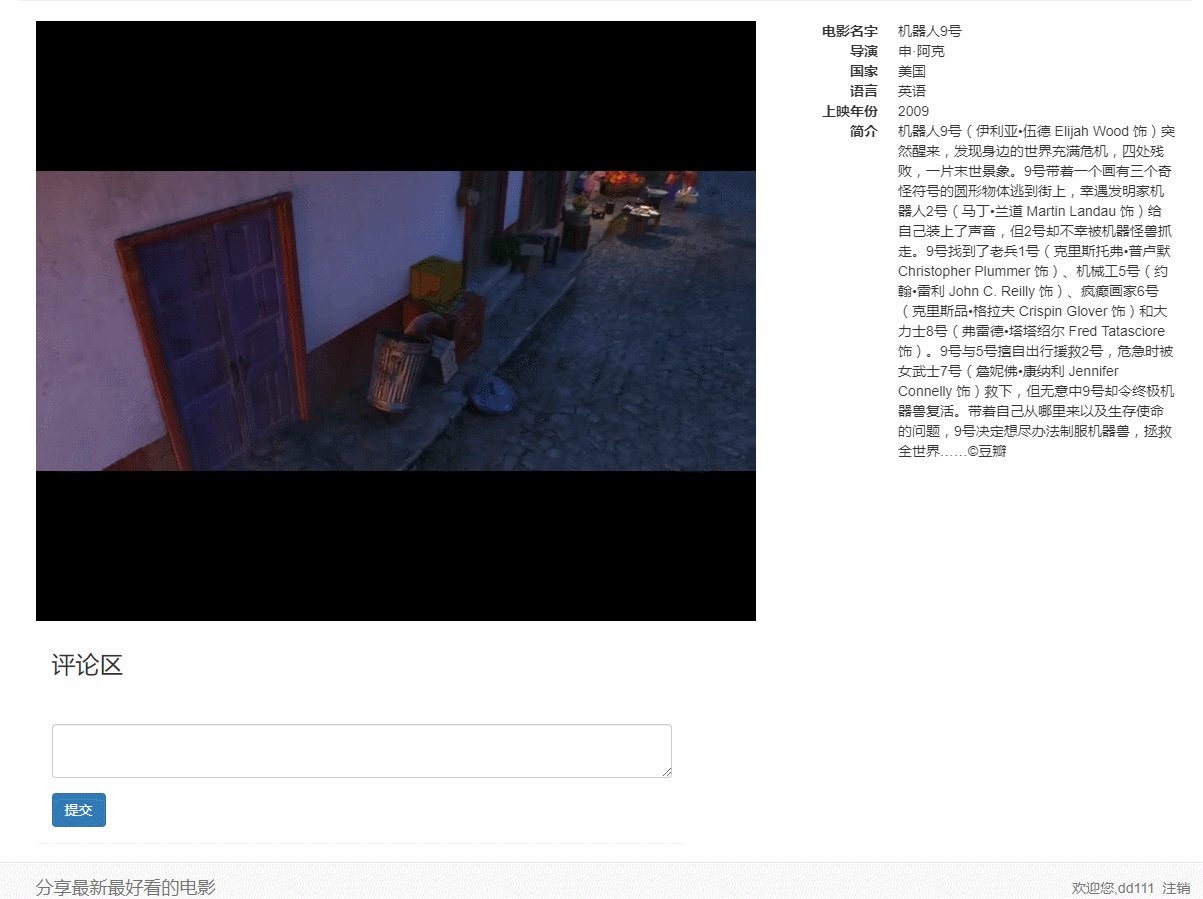 电影名字 机器人9号
导演 申·阿克
国家 美国
语言 英语
上映年份 2009
简介 机器人9号（伊利亚•伍德 Elijah Wood 饰）突
然醒来，发现身边的世界充满危机，四处残
败，一片末世景象。9号带着一个画有三个奇
怪符号的圆形物体逃到街上，幸遇发明家机
器人2号（马丁•兰道 Martin Landau 饰）给
自己装上了声音，但2号却不幸被机器怪兽抓
走。9号找到了老兵1号（克里斯托弗•普卢默
Christopher Plummer 饰）、机械工5号（约
翰•雷利 John C. Reilly 饰）、疯癫画家6号
（克里斯品•格拉夫 Crispin Glover 饰）和大
力士8号（弗雷德•塔塔绍尔 Fred Tatasciore
饰）。9号与5号擅自出行援救2号，危急时被
女武士7号（詹妮佛•康纳利 Jennifer
Connelly 饰）救下，但无意中9号却令终极机
器兽复活。带着自己从哪里来以及生存使命
的问题，9号决定想尽办法制服机器兽，拯救
全世界……©豆瓣
评论区
提交
分享最新最好看的电影
欢迎您,dd111 注销